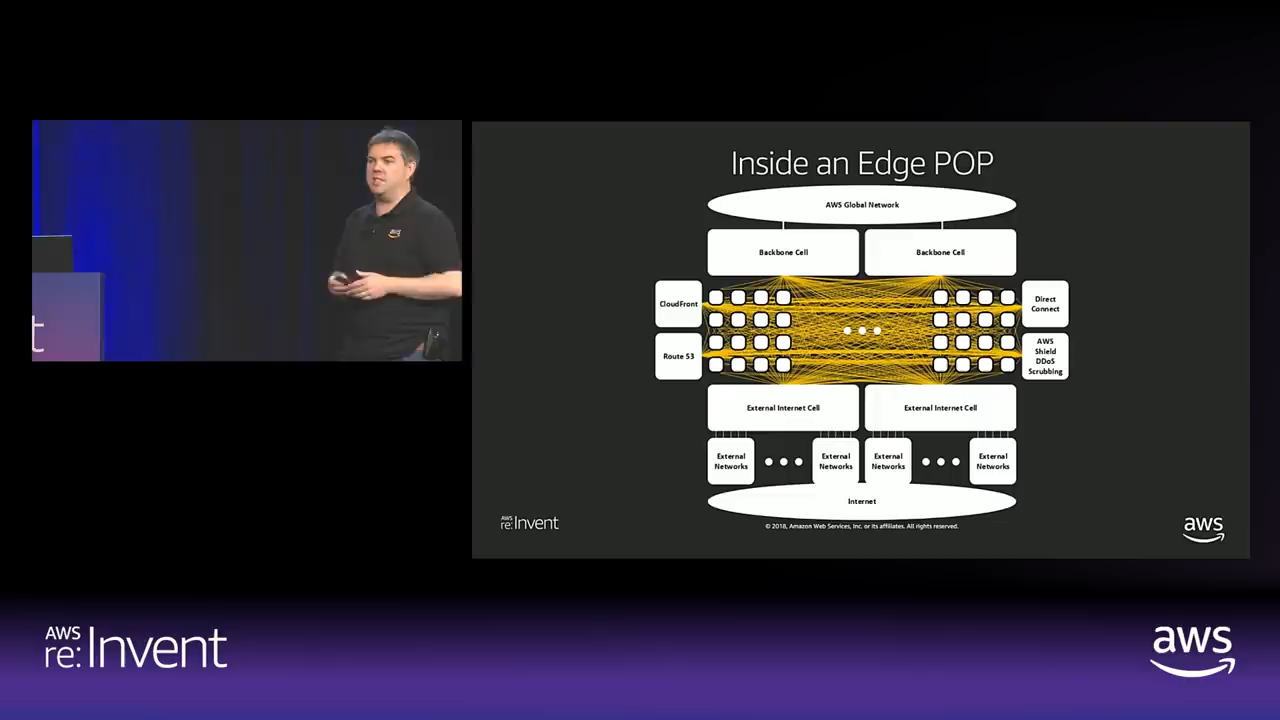 Inside an Edge POP
AWS Global Network
Backbone Cell
Backbone Cell
CloudFront
Route 53
Direct
Connect
AWS
Shield
DDoS
Scrubbing
External Internet Cell
External Internet Cell
External
Networks
External
Networks
External
Networks
External
Networks
Internet
© 2018, Amazon Web Services, Inc. or its affiliates. All rights reserved.
AWS
re:Invent
aws
aws
t
AWS
re:Invent
aws